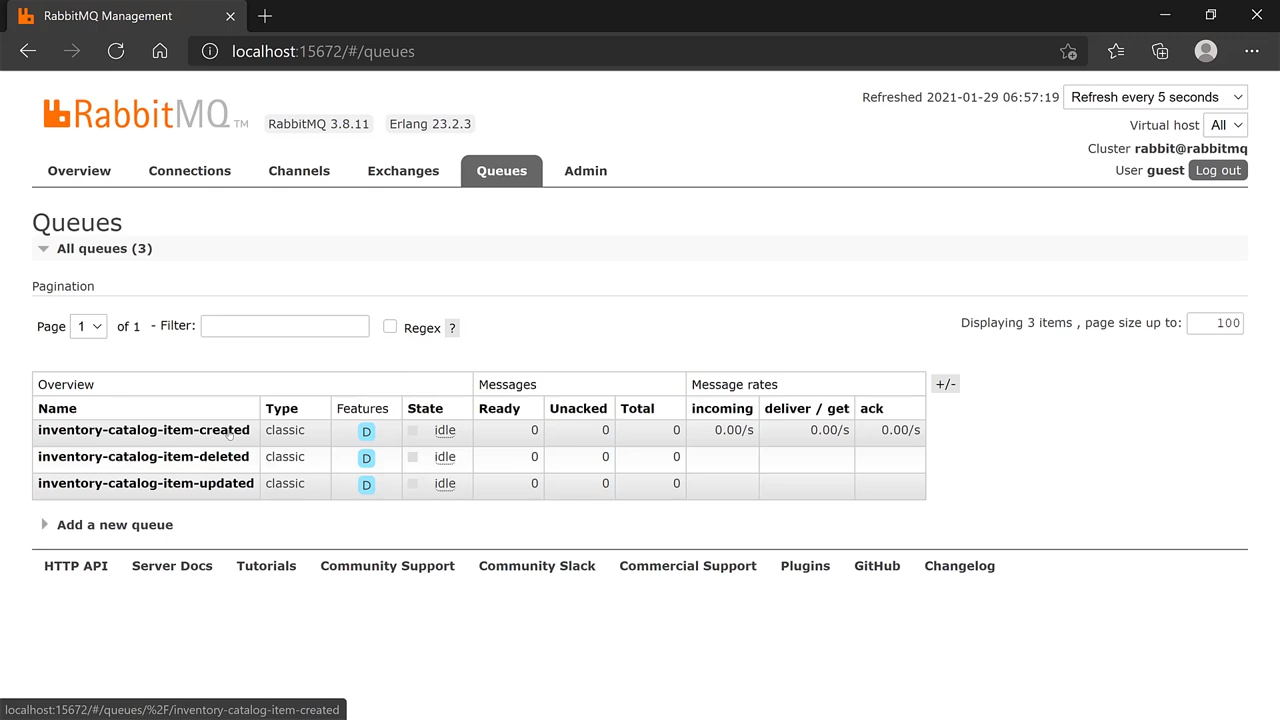 RabbitMQ Management
localhost:15672/#/queues
RabbitMQ TM RabbitMQ 3.8.11 Erlang 23.2.3
Refreshed 2021-01-29 06:57:19 Refresh every 5 seconds
Virtual host All
Cluster rabbit@rabbitmq
User guest Log out
Overview Connections Channels Exchanges Queues Admin
Queues
All queues (3)
Pagination
Page 1 of 1 - Filter: Regex ?
Displaying 3 items , page size up to: 100
Overview Messages Message rates +/-
Name Type Features State Ready Unacked Total incoming deliver / get ack
inventory-catalog-item-created classic D idle 0 0 0 0.00/s 0.00/s 0.00/s
inventory-catalog-item-deleted classic D idle 0 0 0
inventory-catalog-item-updated classic D idle 0 0 0
Add a new queue
HTTP API Server Docs Tutorials Community Support Community Slack Commercial Support Plugins GitHub Changelog
localhost:15672/#/queues/%2F/inventory-catalog-item-created